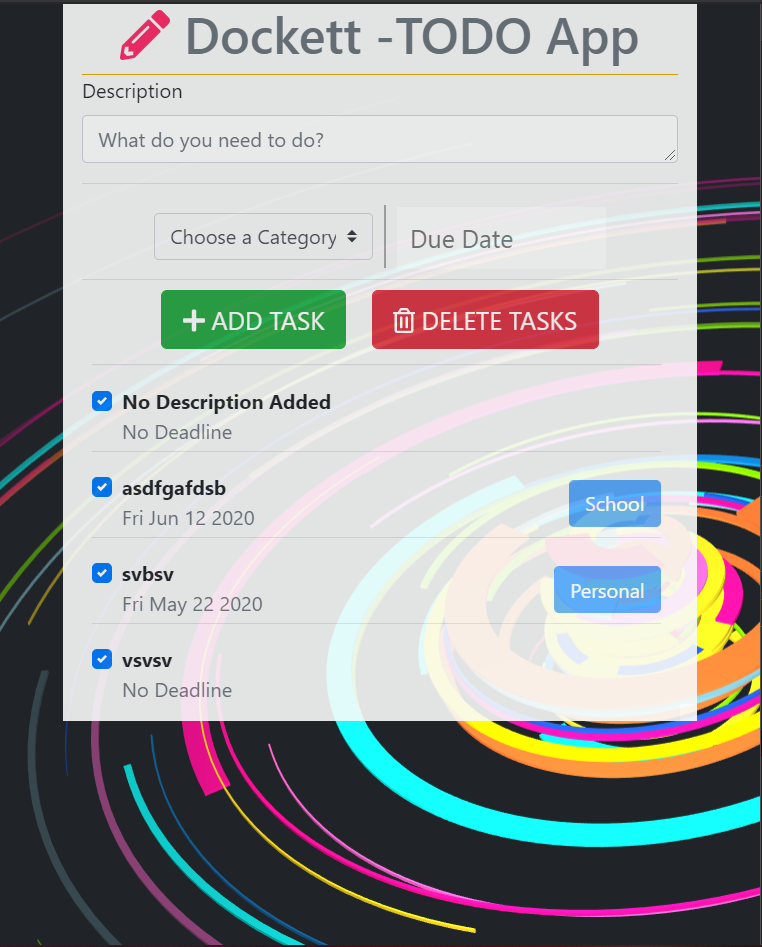 Dockett -TODO App
Description
What do you need to do?
Choose a Category
Due Date
ADD TASK
DELETE TASKS
No Description Added
No Deadline
asdfgafdsb
Fri Jun 12 2020
School
svbsv
Fri May 22 2020
Personal
vsvsv
No Deadline